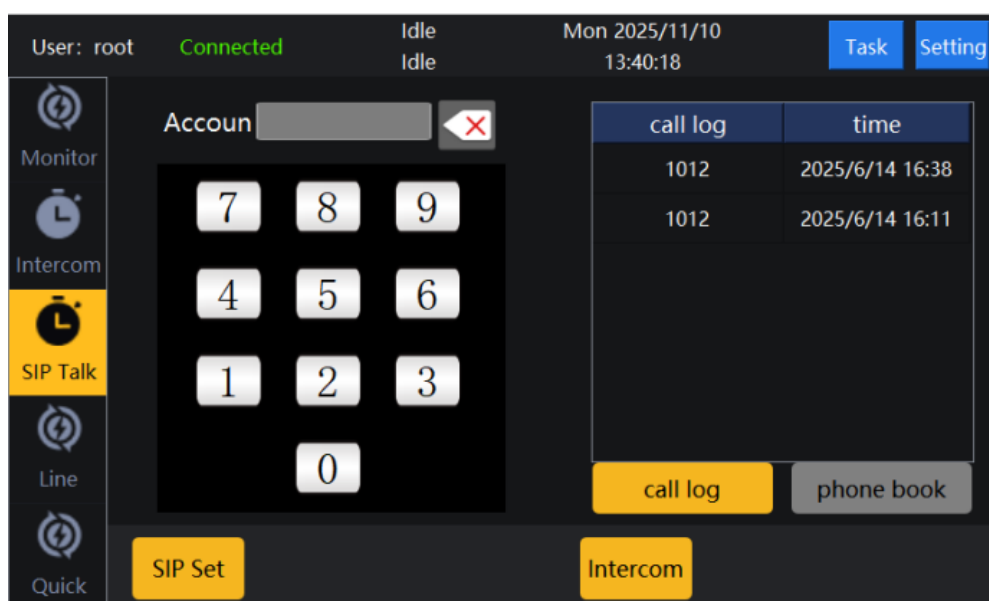 User: root Connected Idle Mon 2025/11/10 Task Setting
Idle 13:40:18
Monitor
Intercom
SIP Talk
Line
Quick
Accoun
7 8 9
4 5 6
1 2 3
0
call log time
1012 2025/6/14 16:38
1012 2025/6/14 16:11
call log phone book
SIP Set Intercom